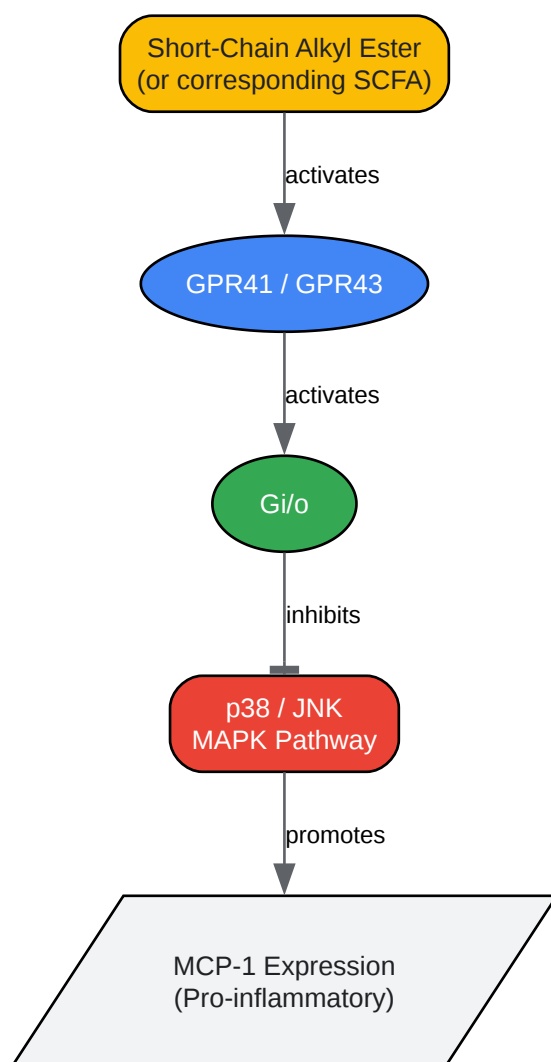 Short-Chain Alkyl Ester
(or corresponding SCFA)
activates
GPR41 / GPR43
activates
Gi/o
inhibits
p38 / JNK
MAPK Pathway
promotes
MCP-1 Expression
(Pro-inflammatory)